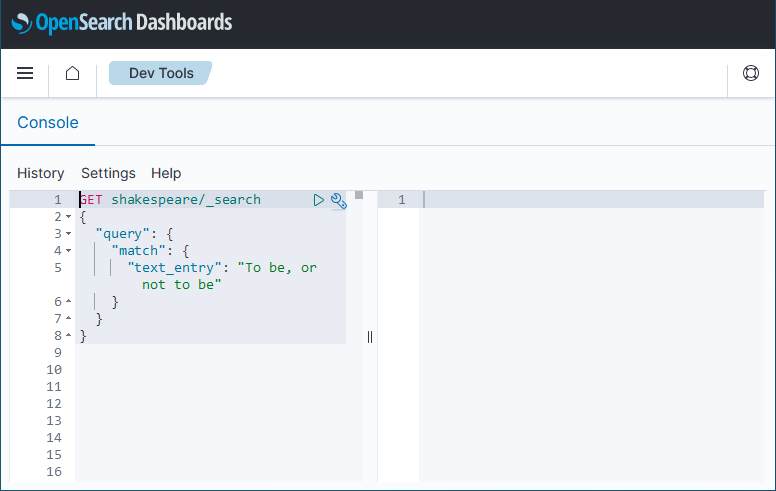 OpenSearch Dashboards
Dev Tools
Console
History Settings Help
1 GET shakespeare/_search
2 {
3 "query": {
4 "match": {
5 "text_entry": "To be, or
not to be"
6 }
7 }
8 }
9
10
11
12
13
14
15
16
1